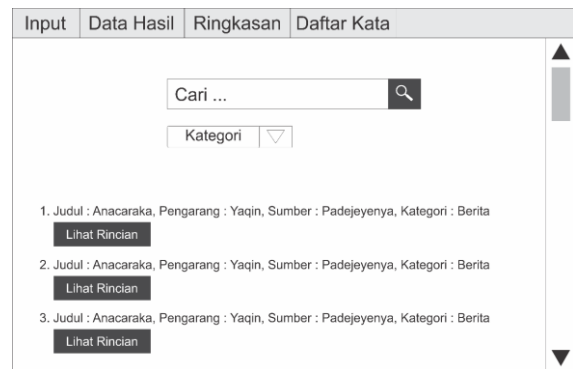 Input Data Hasil Ringkasan Daftar Kata
Cari ...
Kategori
1. Judul : Anacaraka, Pengarang : Yaqin, Sumber : Padejeyenya, Kategori : Berita
Lihat Rincian
2. Judul : Anacaraka, Pengarang : Yaqin, Sumber : Padejeyenya, Kategori : Berita
Lihat Rincian
3. Judul : Anacaraka, Pengarang : Yaqin, Sumber : Padejeyenya, Kategori : Berita
Lihat Rincian